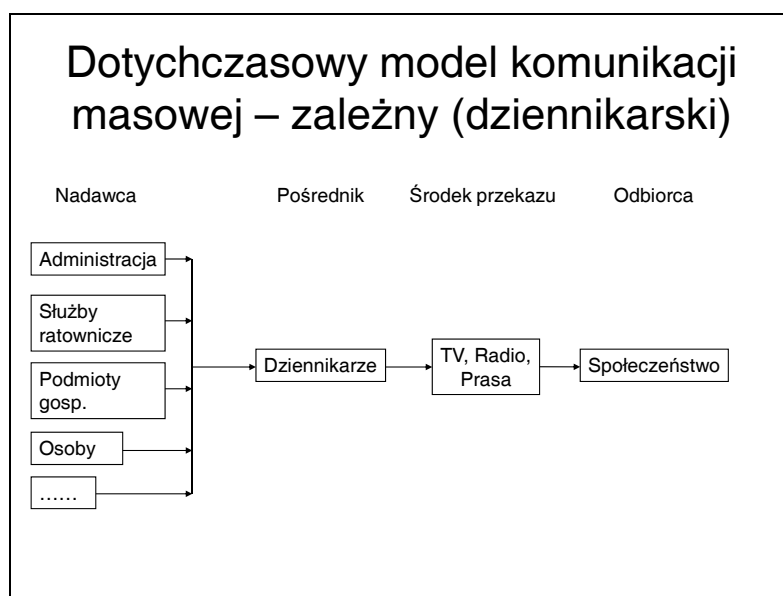 Dotychczasowy model komunikacji
masowej – zależny (dziennikarski)
Nadawca
Pośrednik
Środek przekazu
Odbiorca
Administracja
Służby
ratownicze
Podmioty
gosp.
Osoby
......
Dziennikarze
TV, Radio,
Prasa
Społeczeństwo